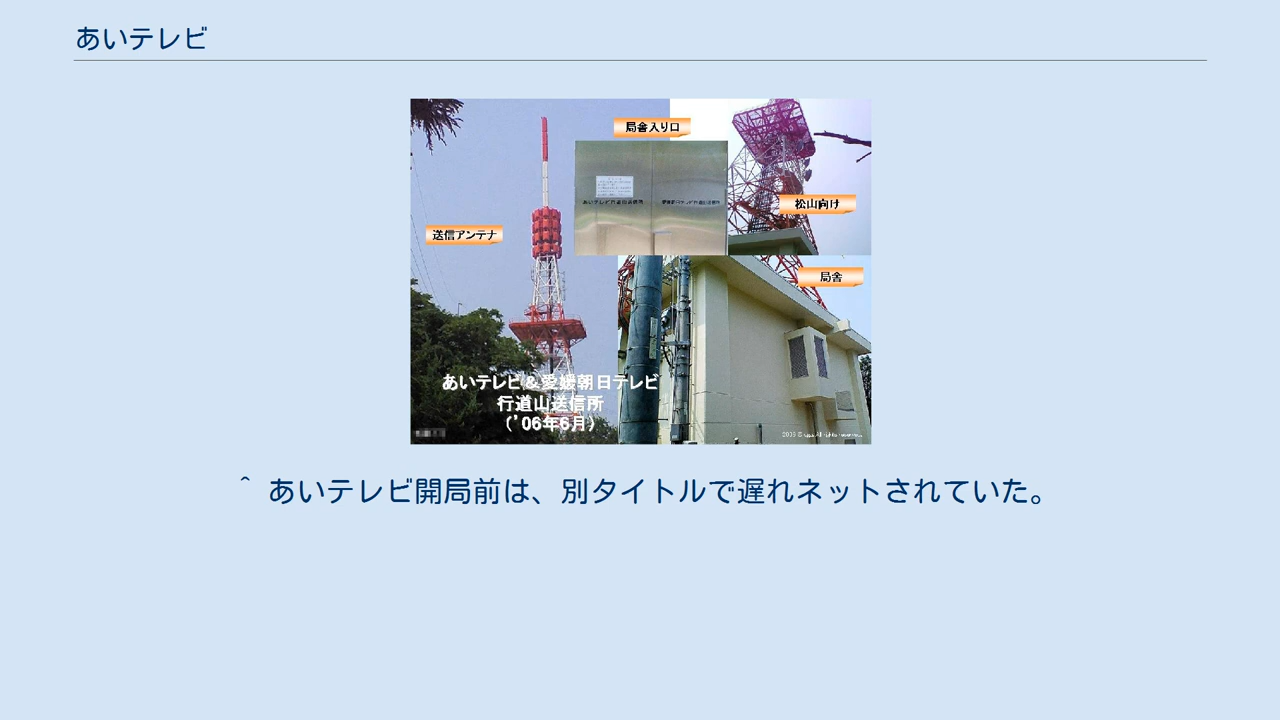 あいテレビ
局舎入り口
松山向け
送信アンテナ
局舎
あいテレビ&愛媛朝日テレビ
行道山送信所
('06年6月)
^ あいテレビ開局前は、別タイトルで遅れネットされていた。